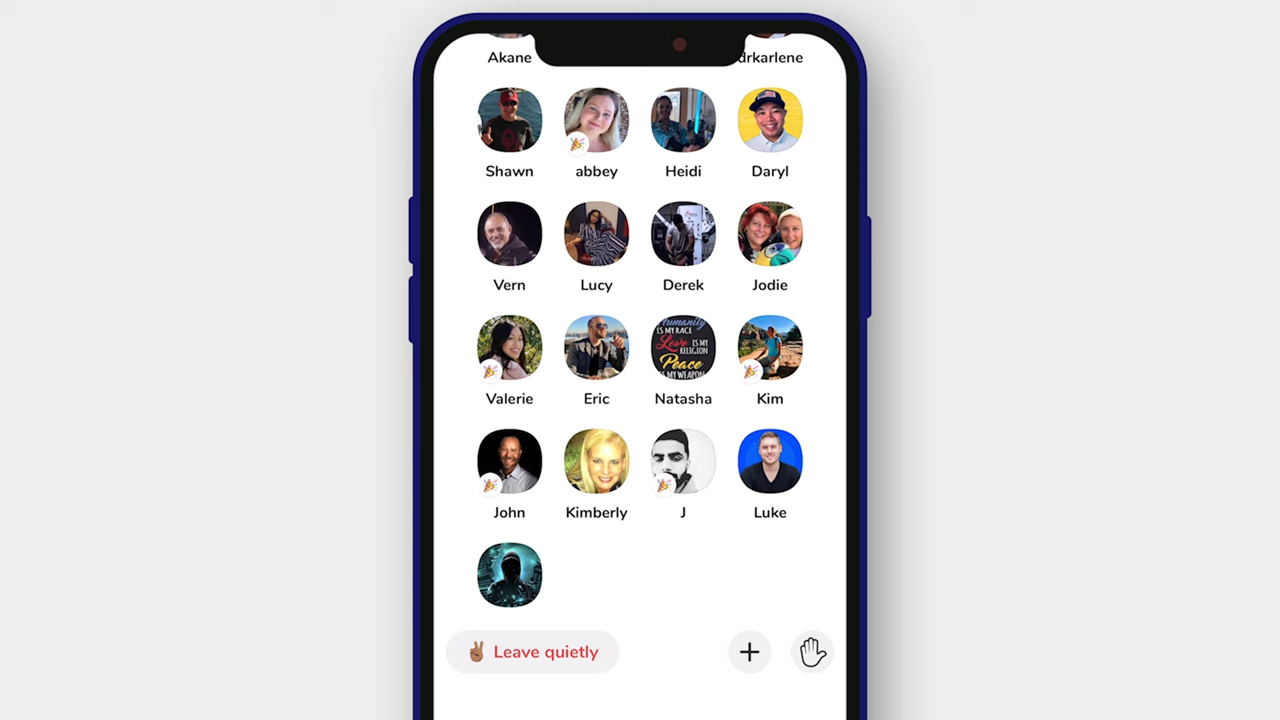 Akane drkarlene
Shawn abbey Heidi Daryl
Vern Lucy Derek Jodie
Humanity
IS MY RACE
Love IS MY
RELIGION
Peace
IS MY WEAPON
Valerie Eric Natasha Kim
John Kimberly J Luke
Leave quietly